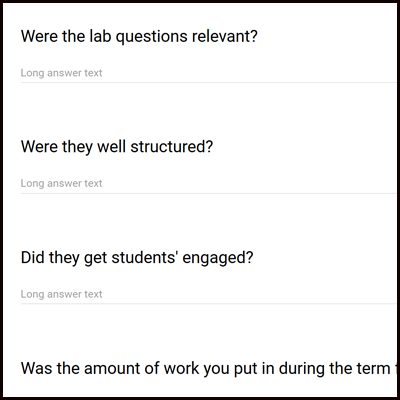 Were the lab questions relevant?
Long answer text
Were they well structured?
Long answer text
Did they get students' engaged?
Long answer text
Was the amount of work you put in during the term